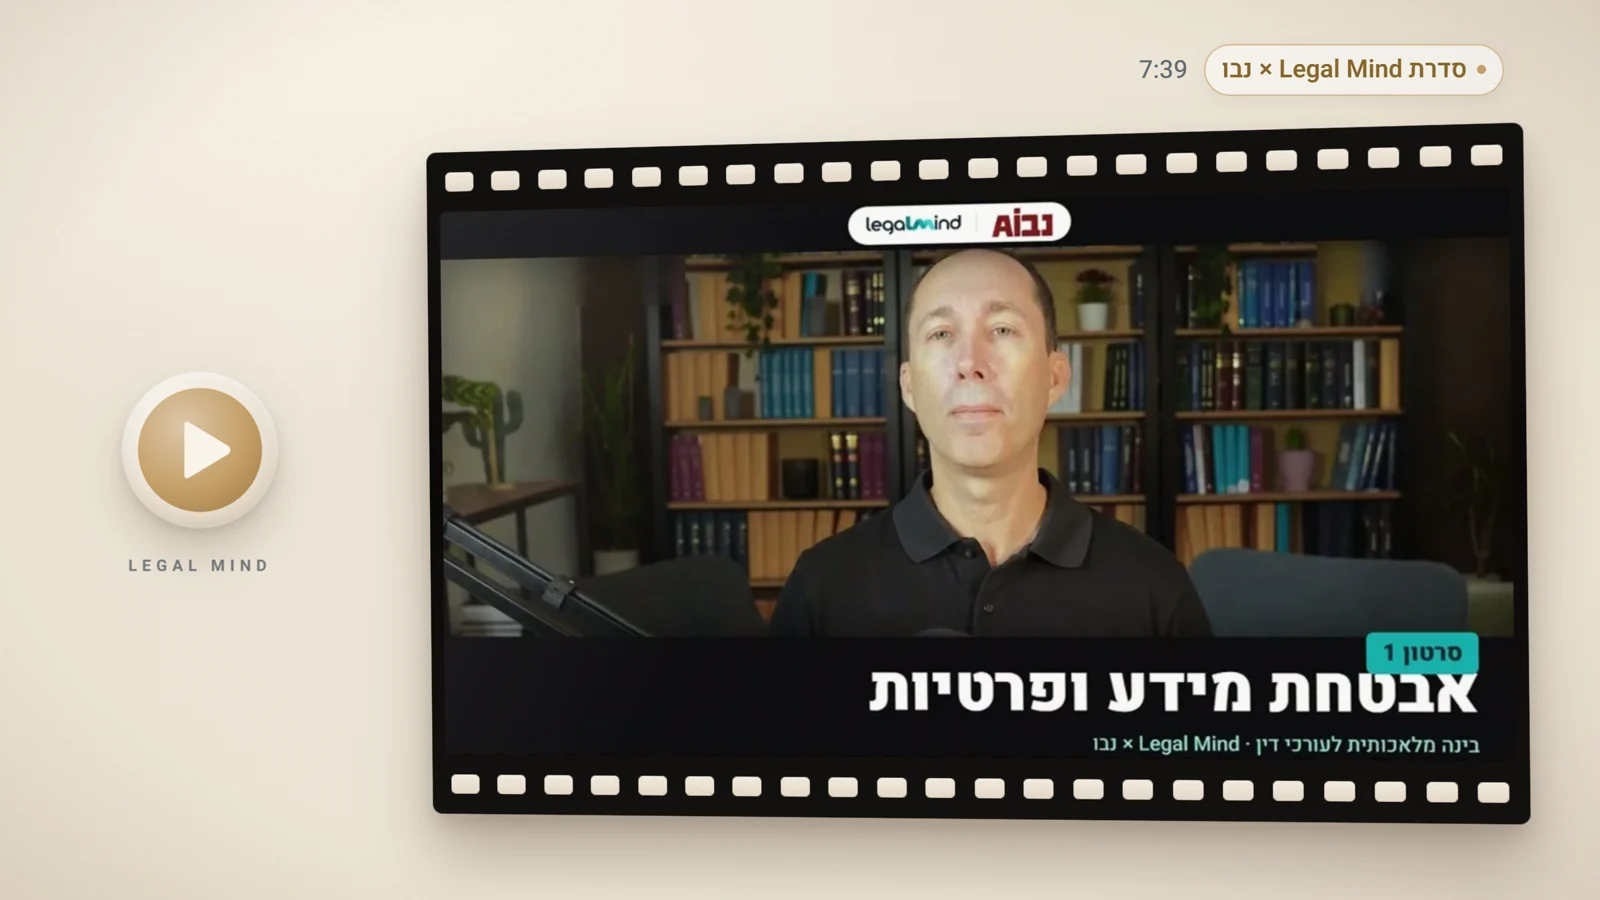 סדרת Legal Mind × נבו
7:39
legalmind | נבוAi
LEGAL MIND
סרטון 1
אבטחת מידע ופרטיות
בינה מלאכותית לעורכי דין · Legal Mind × נבו